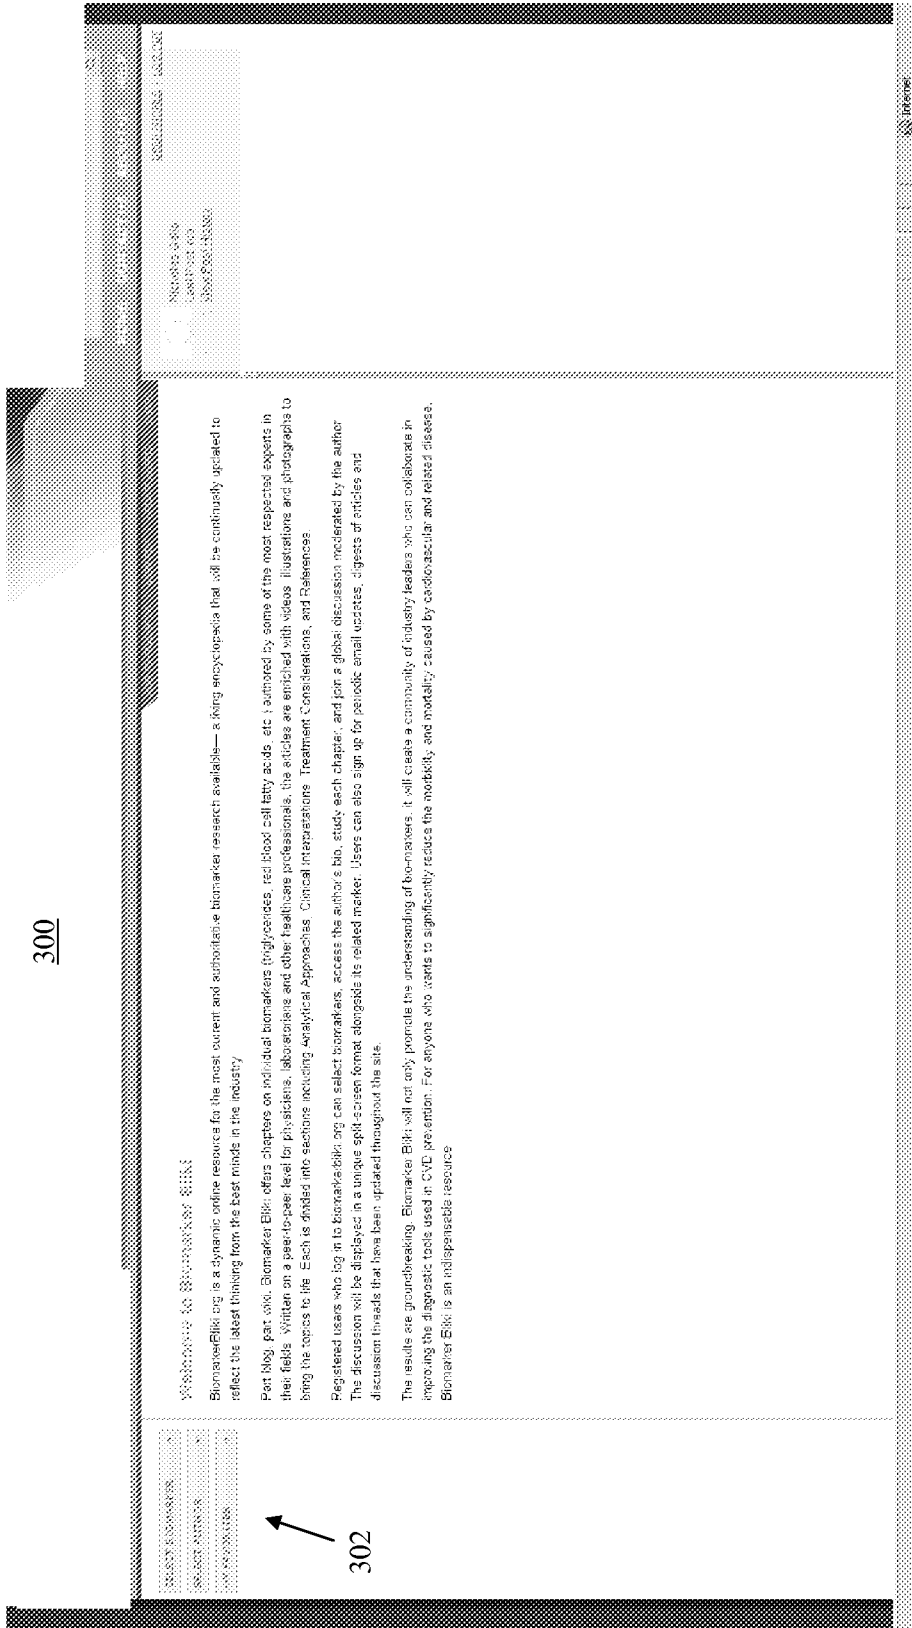 300
Welcome to Biomarker Bliki
BiomarkerBliki.org is a dynamic online resource for the most current and authoritative biomarker research available— a living encyclopedia that will be continually updated to
reflect the latest thinking from the best minds in the industry.
Part blog, part wiki, Biomarker Bliki offers chapters on individual biomarkers (triglycerides, red blood cell fatty acids, etc.) authored by some of the most respected experts in
their fields. Written on a peer-to-peer level for physicians, laboratorians and other healthcare professionals, the articles are enriched with videos, illustrations and photographs to
bring the topics to life. Each is divided into sections including Analytical Approaches, Clinical Interpretations, Treatment Considerations, and References.
Registered users who log in to biomarkerbliki.org can select biomarkers, access the author's bio, study each chapter, and join a global discussion moderated by the author.
The discussion will be displayed in a unique split-screen format alongside its related marker. Users can also sign up for periodic email updates, digests of articles and
discussion threads that have been updated throughout the site.
The results are groundbreaking. Biomarker Bliki will not only promote the understanding of bio-markers, it will create a community of industry leaders who can collaborate in
improving the diagnostic tools used in CVD prevention. For anyone who wants to significantly reduce the morbidity and mortality caused by cardiovascular and related disease,
Biomarker Bliki is an indispensable resource.
SELECT BIOMARKER
SELECT AUTHOR
302
View Post History
Internet